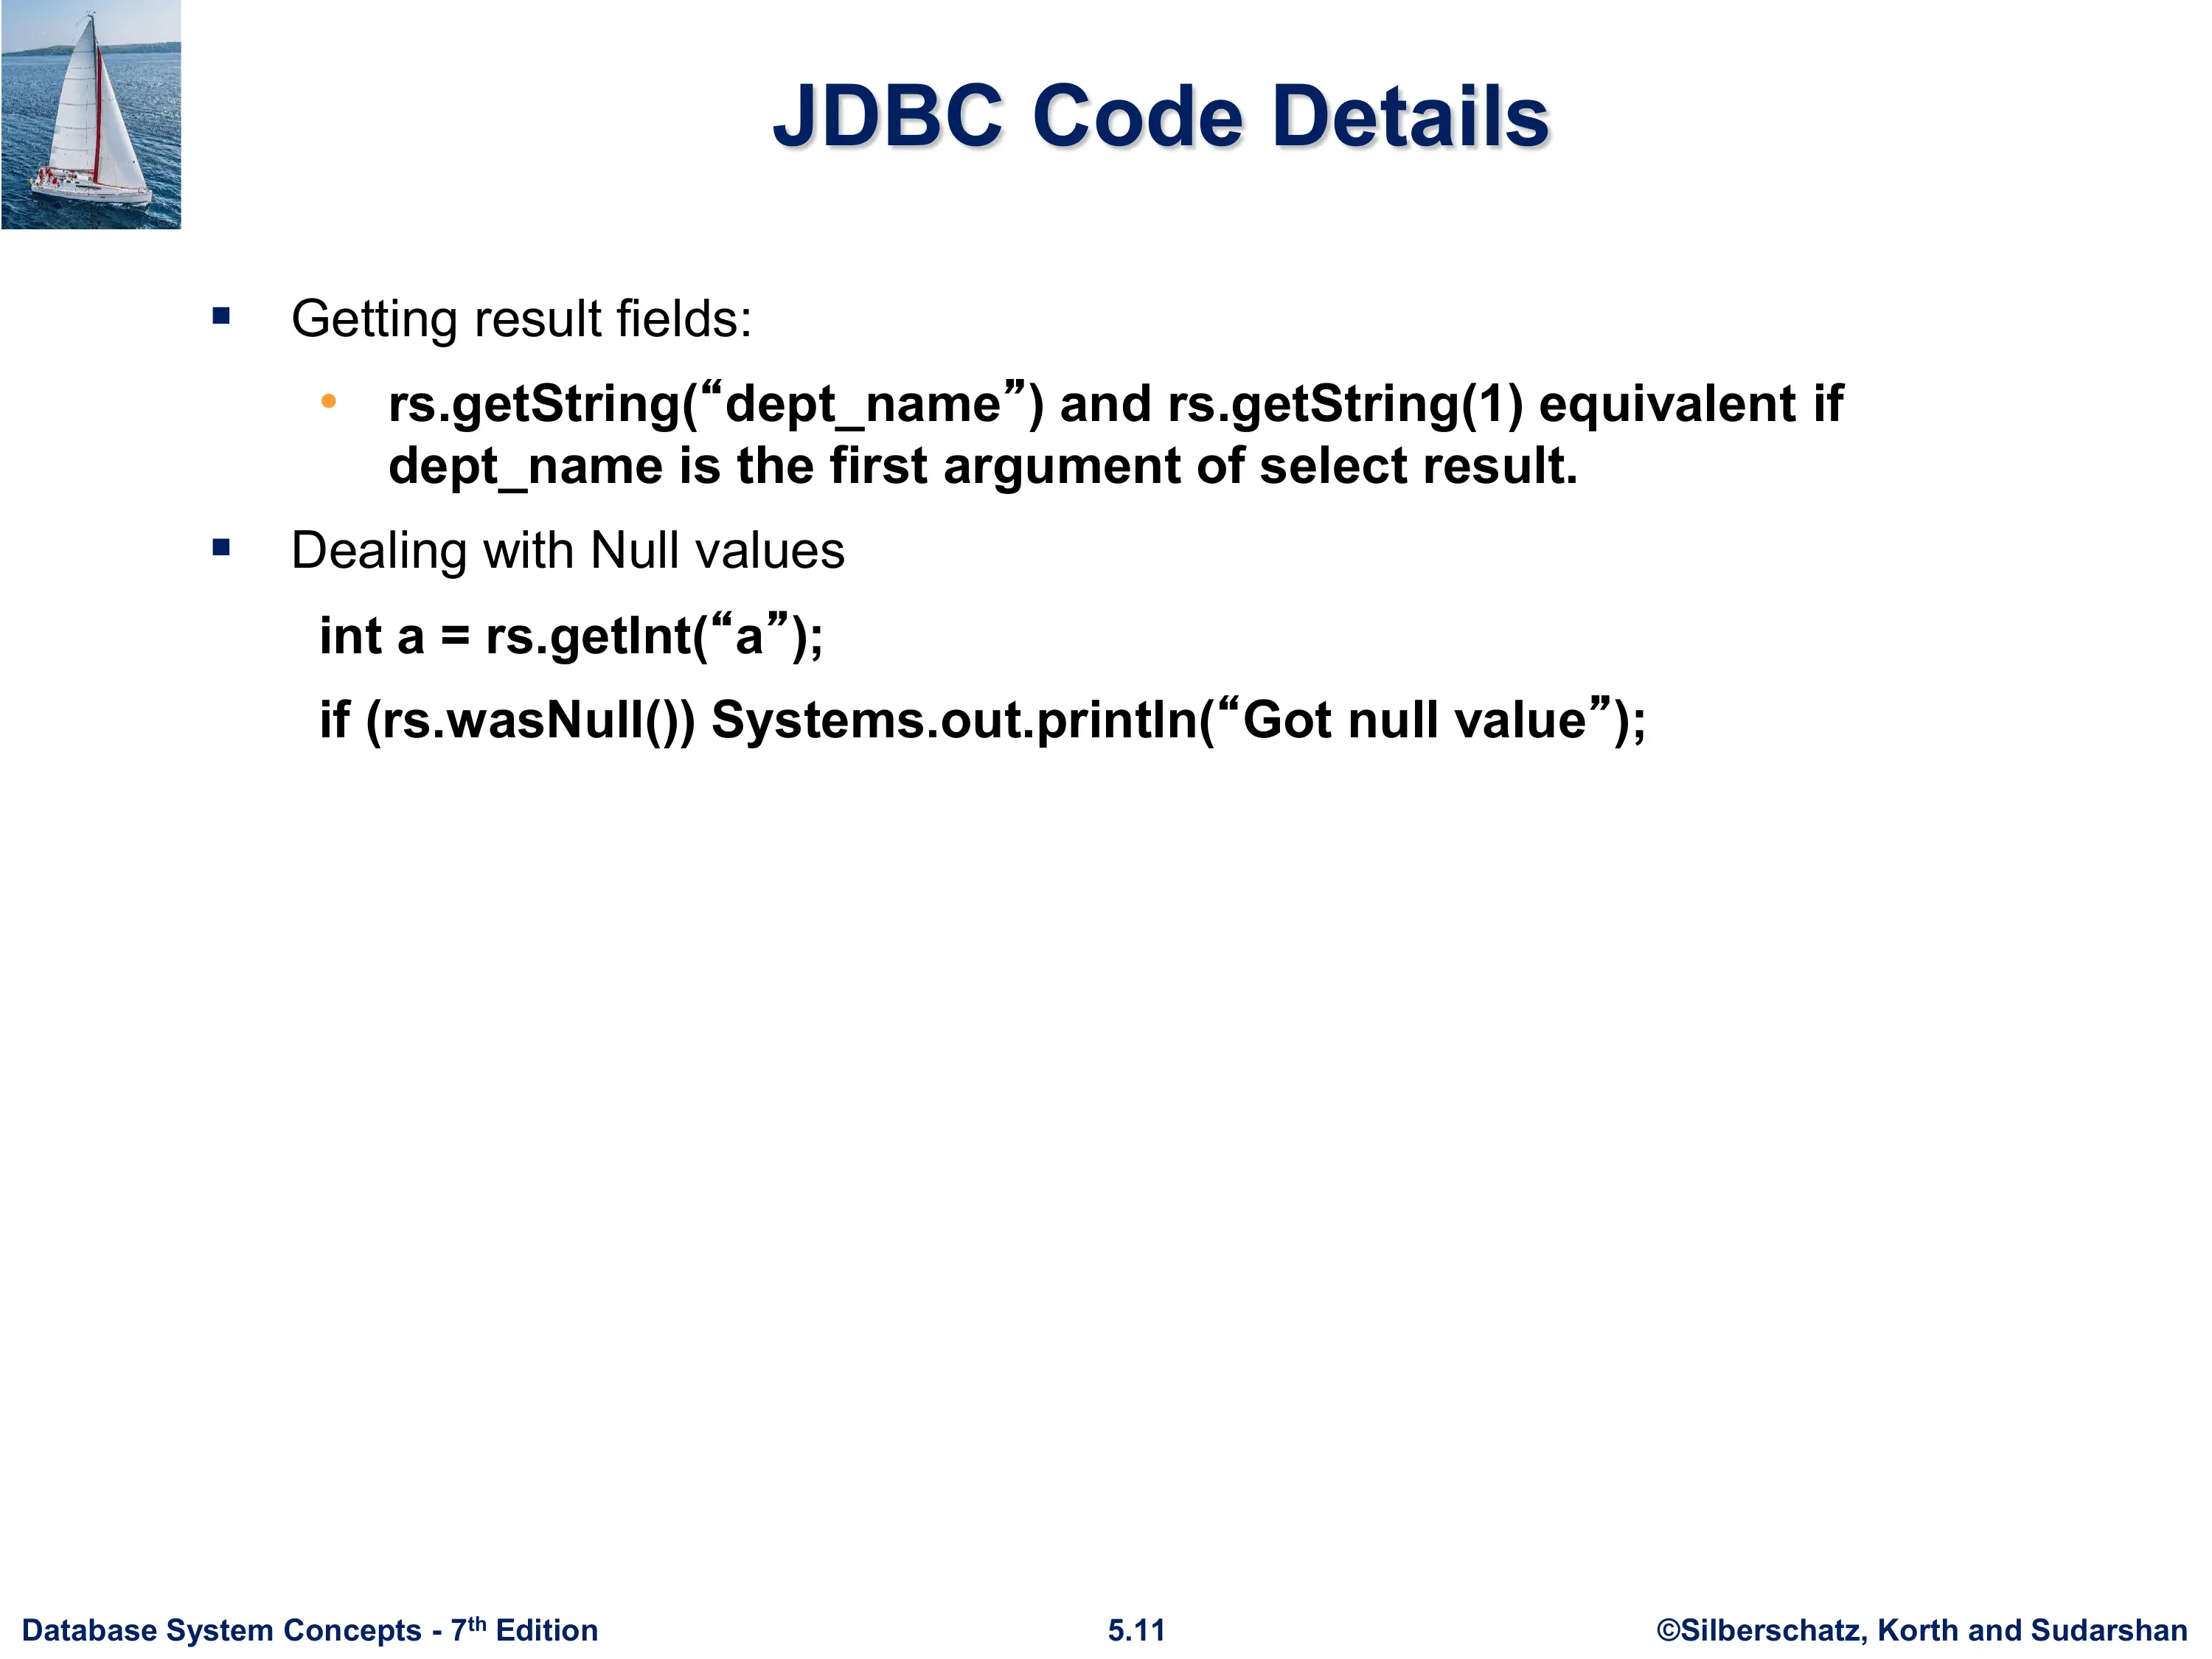 JDBC Code Details
▪ Getting result fields:
• rs.getString(“dept_name”) and rs.getString(1) equivalent if
dept_name is the first argument of select result.
▪ Dealing with Null values
int a = rs.getInt(“a”);
if (rs.wasNull()) Systems.out.println(“Got null value”);
Database System Concepts - 7th Edition
5.11
©Silberschatz, Korth and Sudarshan